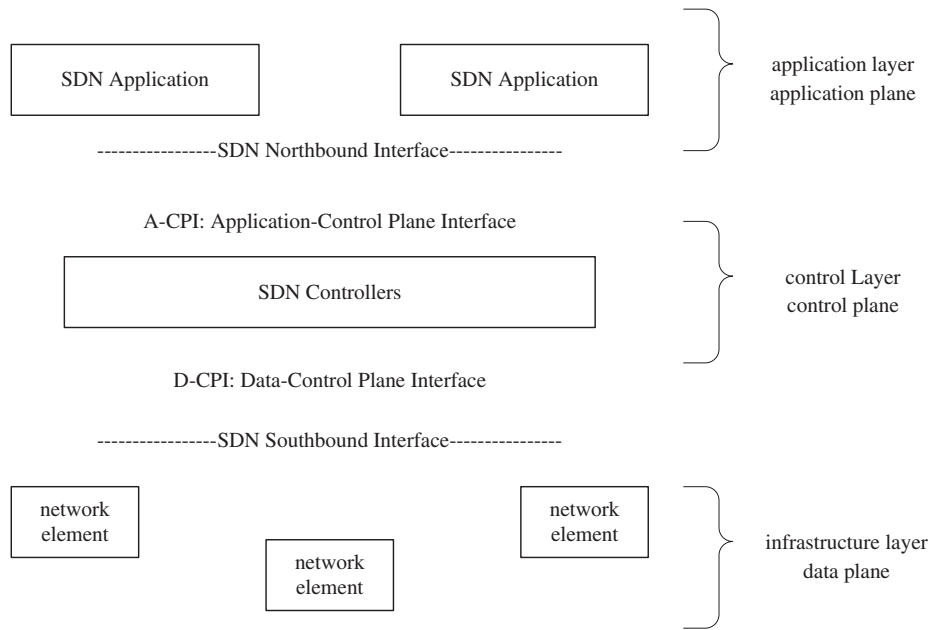 SDN Application
SDN Application
application layer
application plane
-----------------SDN Northbound Interface----------------
A-CPI: Application-Control Plane Interface
SDN Controllers
control Layer
control plane
D-CPI: Data-Control Plane Interface
-----------------SDN Southbound Interface----------------
network
element
network
element
network
element
infrastructure layer
data plane